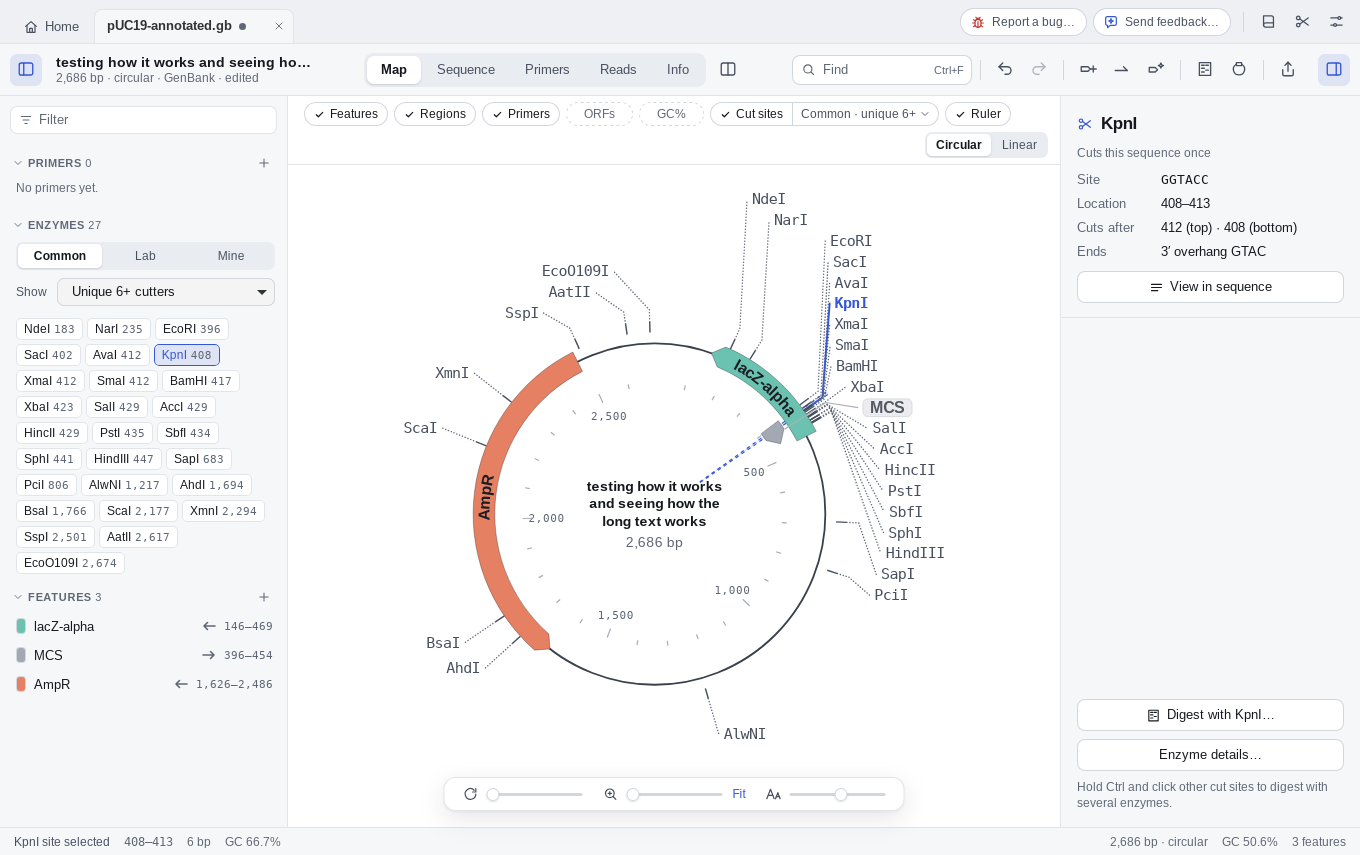 Home
pUC19-annotated.gb
Report a bug…
Send feedback…
testing how it works and seeing ho…
2,686 bp · circular · GenBank · edited
Map
Sequence
Primers
Reads
Info
Find
Ctrl+F
Filter
PRIMERS 0
No primers yet.
ENZYMES 27
Common
Lab
Mine
Show
Unique 6+ cutters
NdeI 183 NarI 235 EcoRI 396
SacI 402 AvaI 412 KpnI 408
XmaI 412 SmaI 412 BamHI 417
XbaI 423 SalI 429 AccI 429
HincII 429 PstI 435 SbfI 434
SphI 441 HindIII 447 SapI 683
PciI 806 AlwNI 1,217 AhdI 1,694
BsaI 1,766 ScaI 2,177 XmnI 2,294
SspI 2,501 AatII 2,617
EcoO109I 2,674
FEATURES 3
lacZ-alpha 146–469
MCS 396–454
AmpR 1,626–2,486
Features
Regions
Primers
ORFs
GC%
Cut sites
Common · unique 6+
Ruler
Circular
Linear
NdeI
NarI
EcoRI
SacI
AvaI
KpnI
XmaI
SmaI
BamHI
XbaI
MCS
SalI
AccI
HincII
PstI
SbfI
SphI
HindIII
SapI
PciI
AlwNI
AhdI
BsaI
ScaI
XmnI
SspI
AatII
EcoO109I
lacZ-alpha
AmpR
500
1,000
1,500
2,000
2,500
testing how it works
and seeing how the
long text works
2,686 bp
Fit
KpnI
Cuts this sequence once
Site GGTACC
Location 408–413
Cuts after 412 (top) · 408 (bottom)
Ends 3′ overhang GTAC
View in sequence
Digest with KpnI…
Enzyme details…
Hold Ctrl and click other cut sites to digest with
several enzymes.
KpnI site selected 408–413 6 bp GC 66.7%
2,686 bp · circular GC 50.6% 3 features